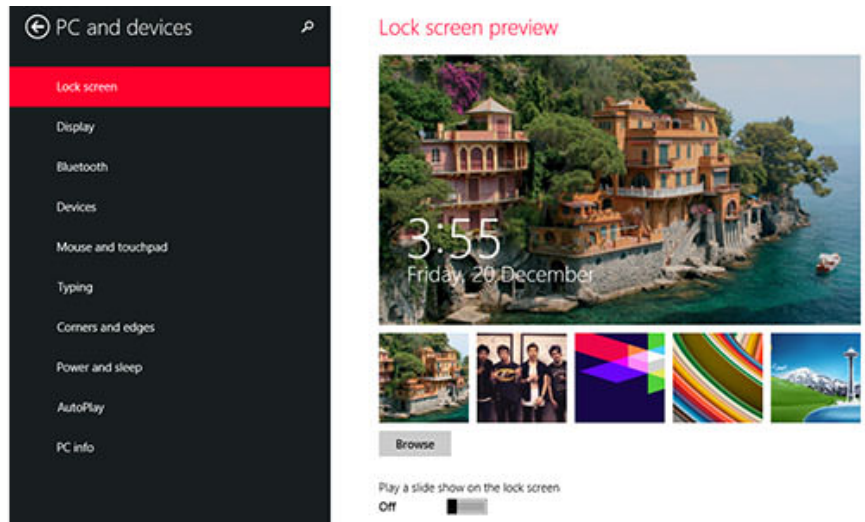 PC and devices
Lock screen
Display
Bluetooth
Devices
Mouse and touchpad
Typing
Corners and edges
Power and sleep
AutoPlay
PC info
Lock screen preview
3:55
Friday, 20 December
Browse
Play a slide show on the lock screen
Off